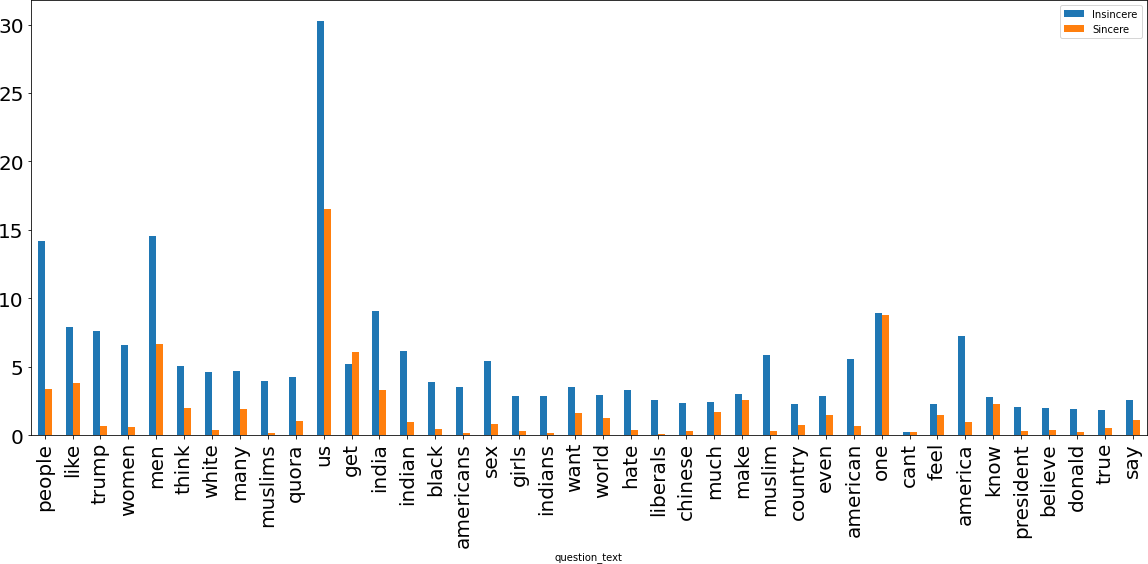 Insincere
Sincere
30
25
20
15
10
5
0
people
like
trump
women
men
think
white
many
muslims
quora
us
get
india
indian
black
americans
sex
girls
indians
want
world
hate
liberals
chinese
much
make
muslim
country
even
american
one
cant
feel
america
know
president
believe
donald
true
say
question_text